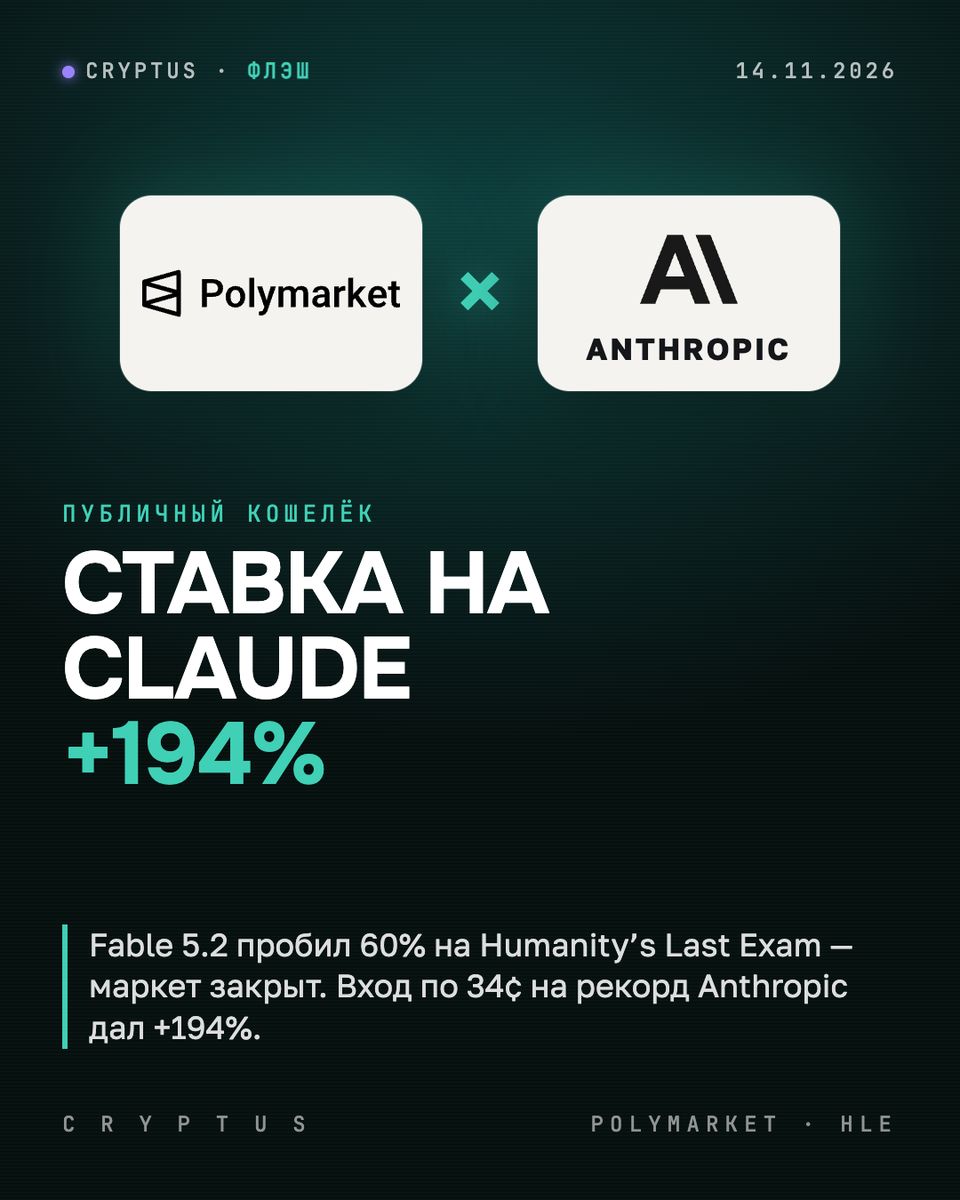 CRYPTUS · ФЛЭШ
14.11.2026
Polymarket
ANTHROPIC
ПУБЛИЧНЫЙ КОШЕЛЁК
СТАВКА НА
CLAUDE
+194%
Fable 5.2 пробил 60% на Humanity’s Last Exam —
маркет закрыт. Вход по 34¢ на рекорд Anthropic
дал +194%.
CRYPTUS
POLYMARKET · HLE